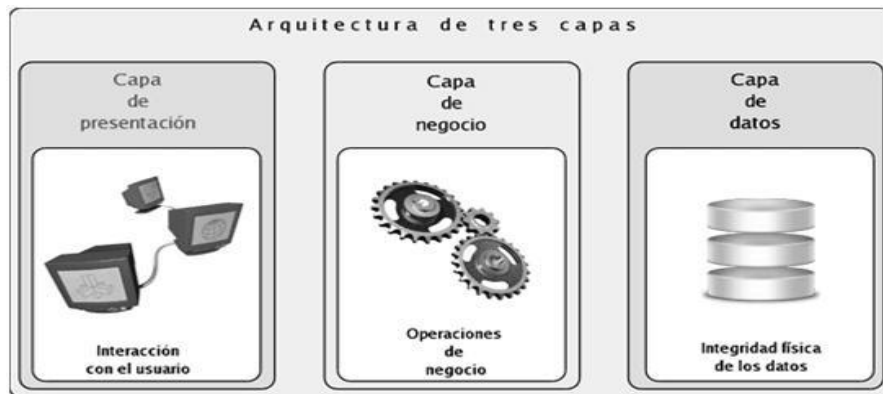 Arquitectura de tres capas
Capa
de
presentación
Interacción
con el usuario
Capa
de
negocio
Operaciones
de
negocio
Capa
de
datos
Integridad física
de los datos